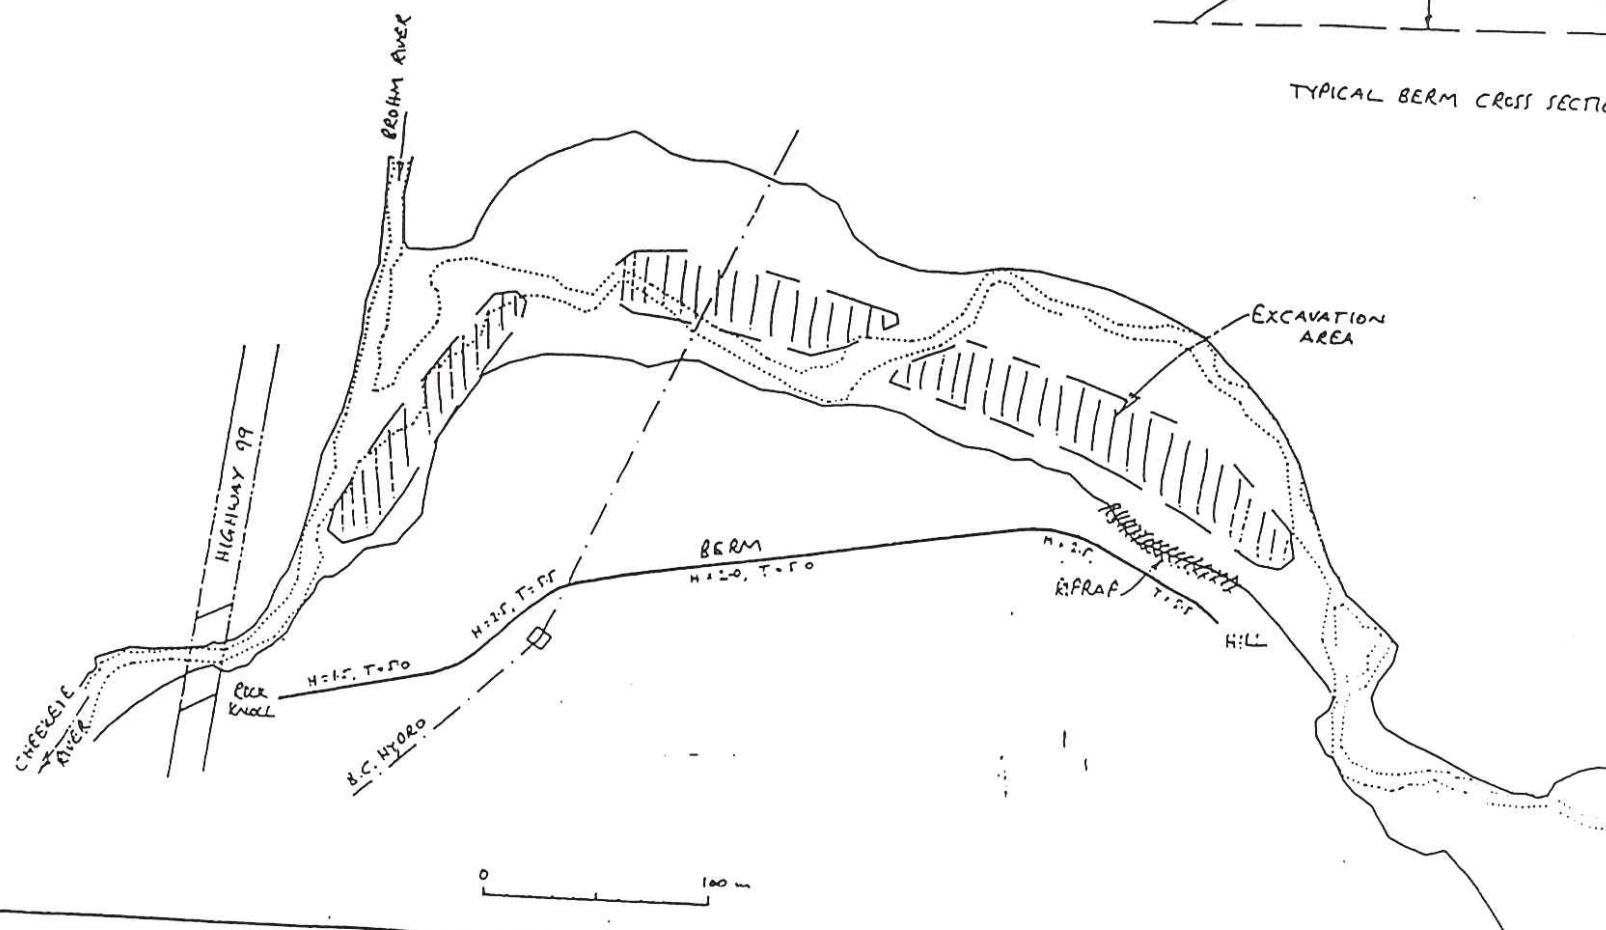 BROHM RIVER
TYPICAL BERM CROSS SECTIO
EXCAVATION
AREA
HIGHWAY 99
BERM
H = 2.0, T = 5.0
H = 2.5, T = 5.5
H = 2.5
T = 5.5
RIPRAP
HILL
H = 1.5, T = 5.0
ROCK
KNOLL
CHEEKEIE
RIVER
B.C. HYDRO
0
100 m